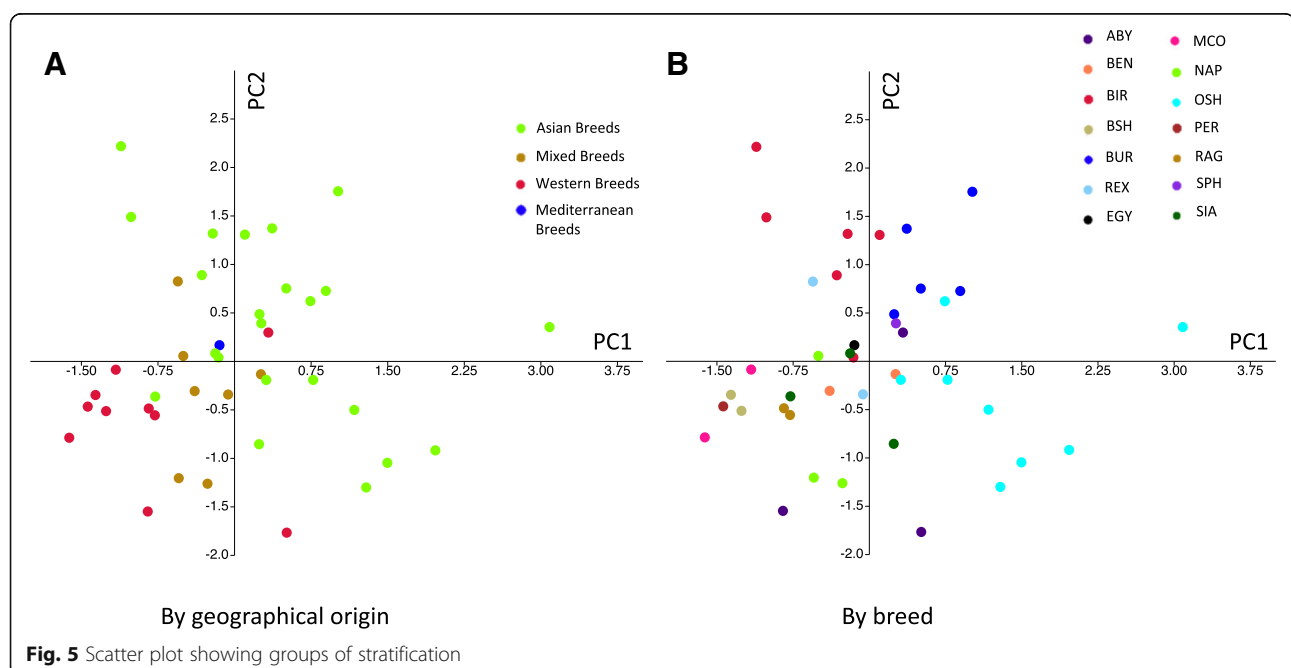 A
PC2
2.5
2.0
1.5
1.0
0.5
PC1
-1.50 -0.75 0.75 1.50 2.25 3.00 3.75
-0.5
-1.0
-1.5
-2.0
Asian Breeds
Mixed Breeds
Western Breeds
Mediterranean
Breeds
By geographical origin
B
PC2
2.5
2.0
1.5
1.0
0.5
PC1
-1.50 -0.75 0.75 1.50 2.25 3.00 3.75
-0.5
-1.0
-1.5
-2.0
ABY
BEN
BIR
BSH
BUR
REX
EGY
MCO
NAP
OSH
PER
RAG
SPH
SIA
By breed
Fig. 5 Scatter plot showing groups of stratification